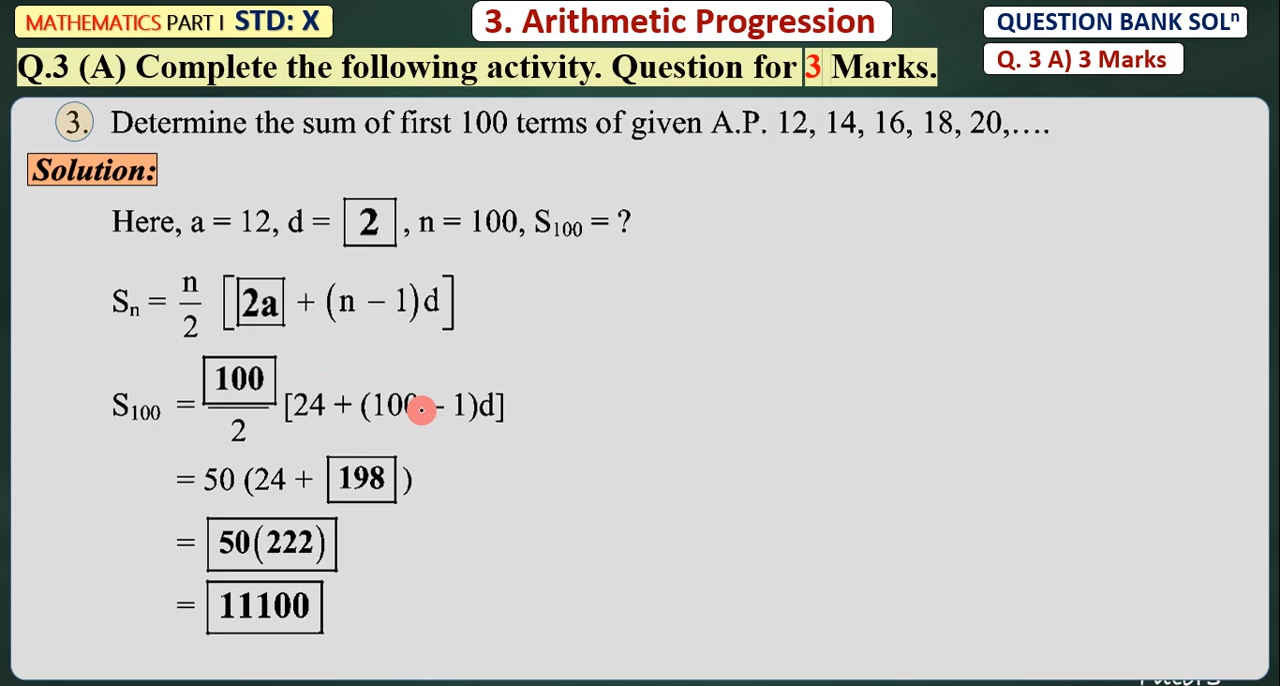 MATHEMATICS PART I STD: X
3. Arithmetic Progression
QUESTION BANK SOLⁿ
Q.3 (A) Complete the following activity. Question for 3 Marks.
Q. 3 A) 3 Marks
3. Determine the sum of first 100 terms of given A.P. 12, 14, 16, 18, 20,....
Solution:
Here, a = 12, d = 2 , n = 100, S₁₀₀ = ?
Sₙ = n/2 [2a + (n − 1)d]
S₁₀₀ = 100/2 [24 + (100 - 1)d]
= 50 (24 + 198 )
= 50(222)
= 11100